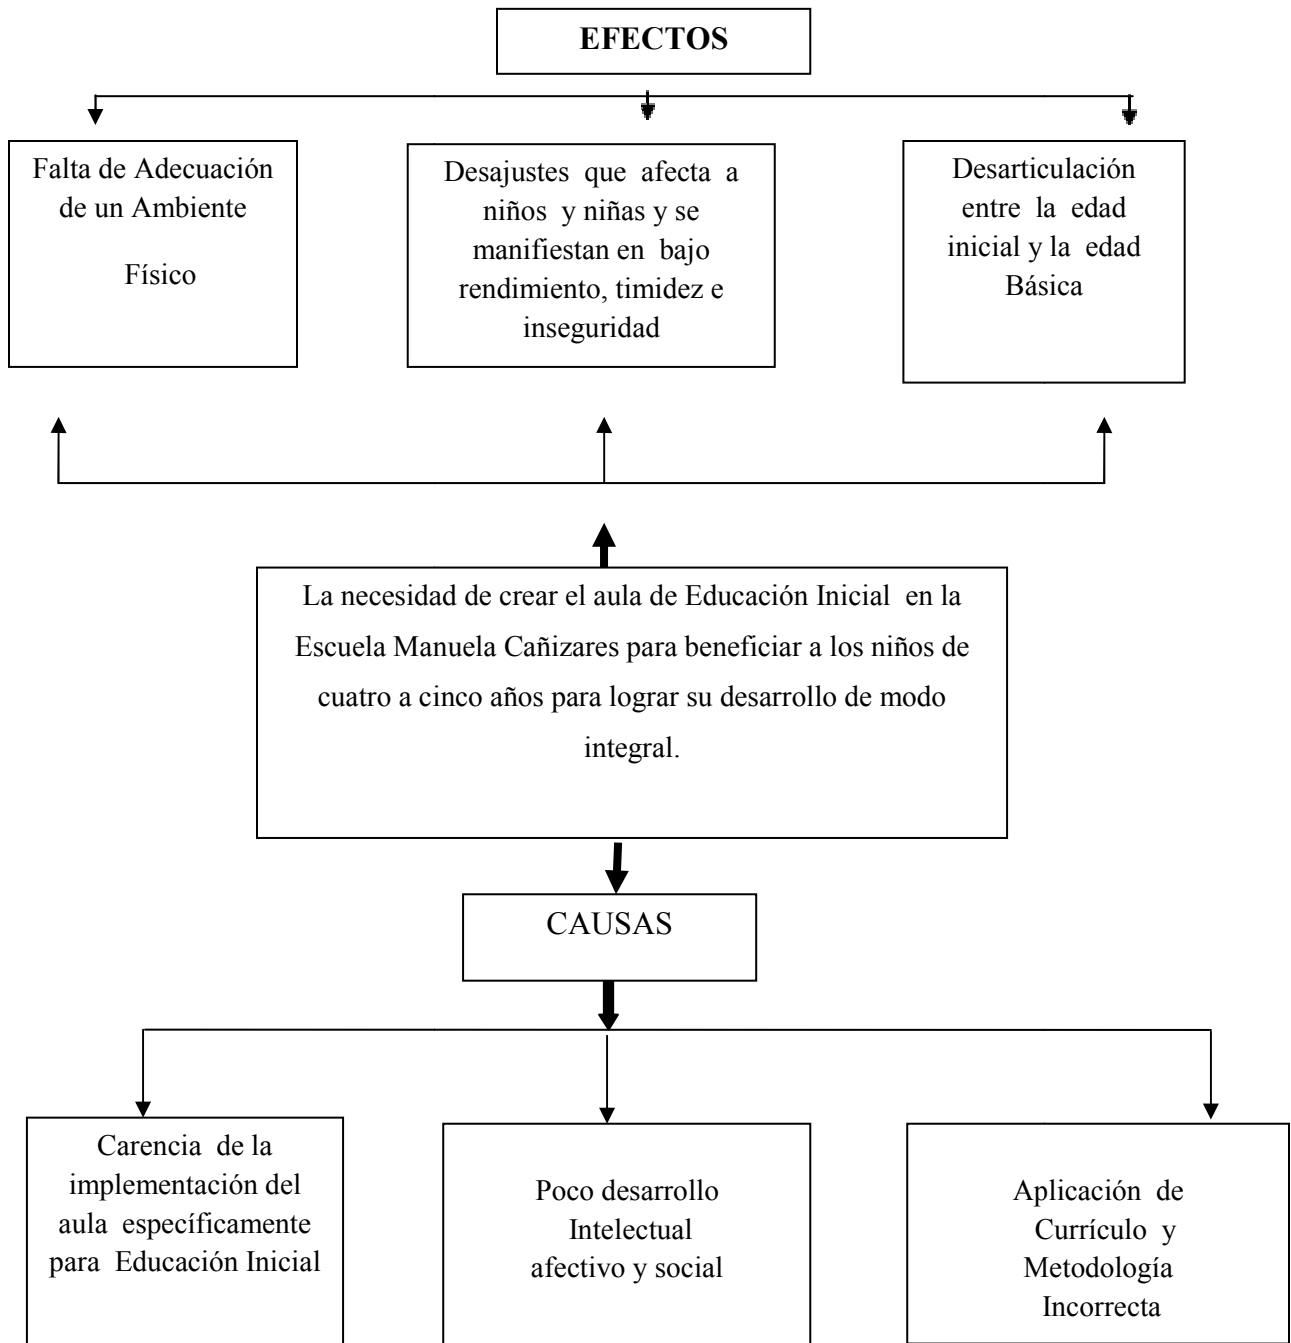 EFECTOS
Falta de Adecuación
de un Ambiente
Físico
Desajustes que afecta a
niños y niñas y se
manifiestan en bajo
rendimiento, timidez e
inseguridad
Desarticulación
entre la edad
inicial y la edad
Básica
La necesidad de crear el aula de Educación Inicial en la
Escuela Manuela Cañizares para beneficiar a los niños de
cuatro a cinco años para lograr su desarrollo de modo
integral.
CAUSAS
Carencia de la
implementación del
aula específicamente
para Educación Inicial
Poco desarrollo
Intelectual
afectivo y social
Aplicación de
Currículo y
Metodología
Incorrecta